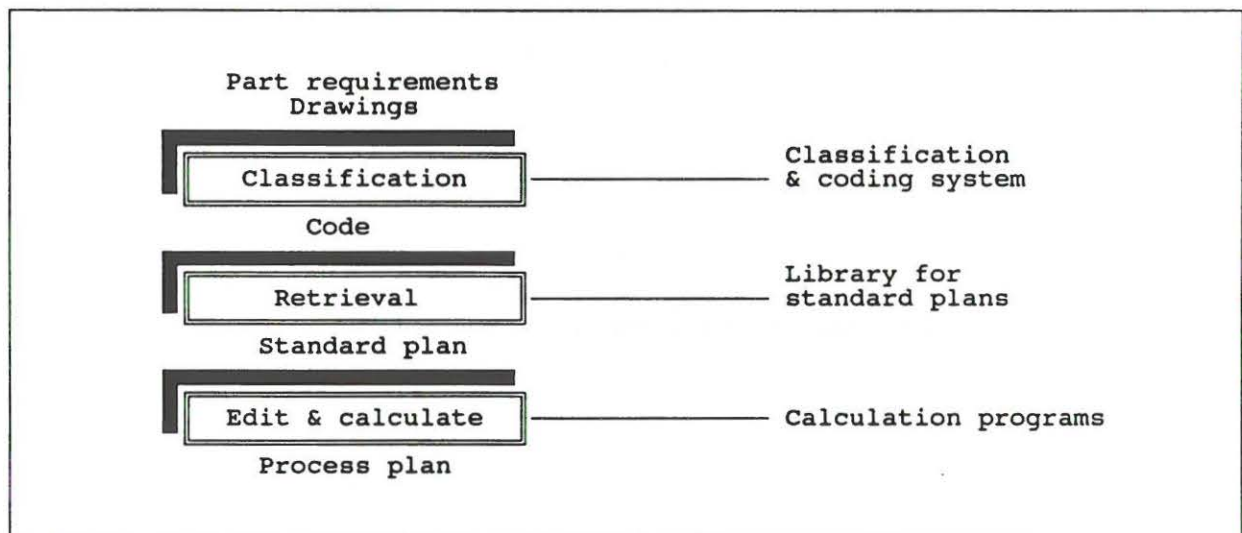 Part requirements
Drawings
Classification
Classification
& coding system
Code
Retrieval
Library for
standard plans
Standard plan
Edit & calculate
Calculation programs
Process plan